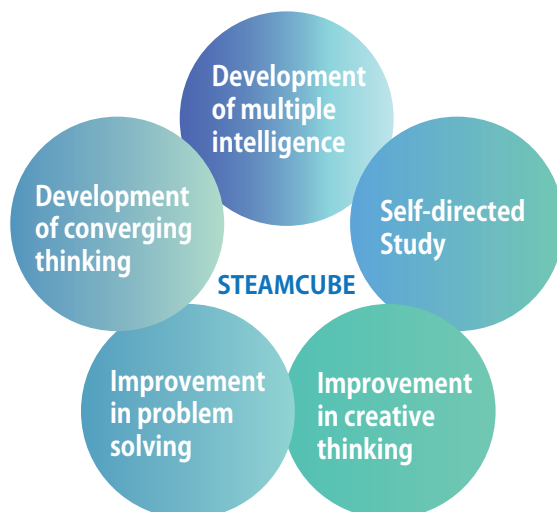 Development
of multiple
intelligence
Development
of converging
thinking
Self-directed
Study
STEAMCUBE
Improvement
in problem
solving
Improvement
in creative
thinking